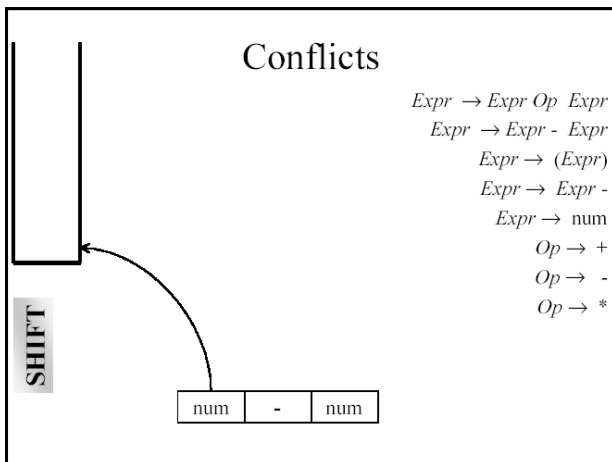 Conflicts
Expr → Expr Op Expr
Expr → Expr - Expr
Expr → (Expr)
Expr → Expr -
Expr → num
Op → +
Op → -
Op → *
SHIFT
num - num